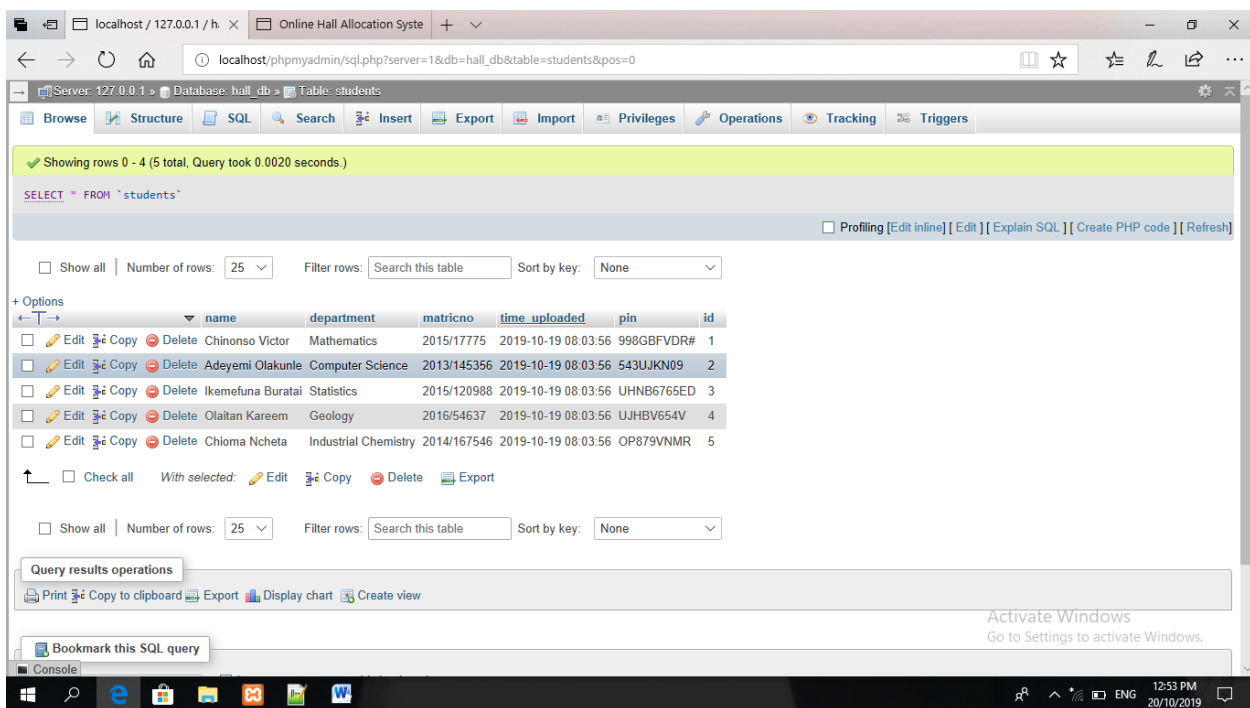 localhost / 127.0.0.1 / h
Online Hall Allocation Syste
localhost/phpmyadmin/sql.php?server=1&db=hall_db&table=students&pos=0
Server: 127.0.0.1 » Database: hall_db » Table: students
Browse Structure SQL Search Insert Export Import Privileges Operations Tracking Triggers
Showing rows 0 - 4 (5 total, Query took 0.0020 seconds.)
SELECT * FROM `students`
Profiling [Edit inline] [ Edit ] [ Explain SQL ] [ Create PHP code ] [ Refresh]
Show all | Number of rows: 25 Filter rows: Search this table Sort by key: None
+ Options
←T→ name department matricno time_uploaded pin id
Edit Copy Delete Chinonso Victor Mathematics 2015/17775 2019-10-19 08:03:56 998GBFVDR# 1
Edit Copy Delete Adeyemi Olakunle Computer Science 2013/145356 2019-10-19 08:03:56 543UJKN09 2
Edit Copy Delete Ikemefuna Buratai Statistics 2015/120988 2019-10-19 08:03:56 UHNB6765ED 3
Edit Copy Delete Olaitan Kareem Geology 2016/54637 2019-10-19 08:03:56 UJHBV654V 4
Edit Copy Delete Chioma Ncheta Industrial Chemistry 2014/167546 2019-10-19 08:03:56 OP879VNMR 5
Check all With selected: Edit Copy Delete Export
Show all | Number of rows: 25 Filter rows: Search this table Sort by key: None
Query results operations
Print Copy to clipboard Export Display chart Create view
Activate Windows
Go to Settings to activate Windows.
Bookmark this SQL query
Console
ENG
12:53 PM
20/10/2019